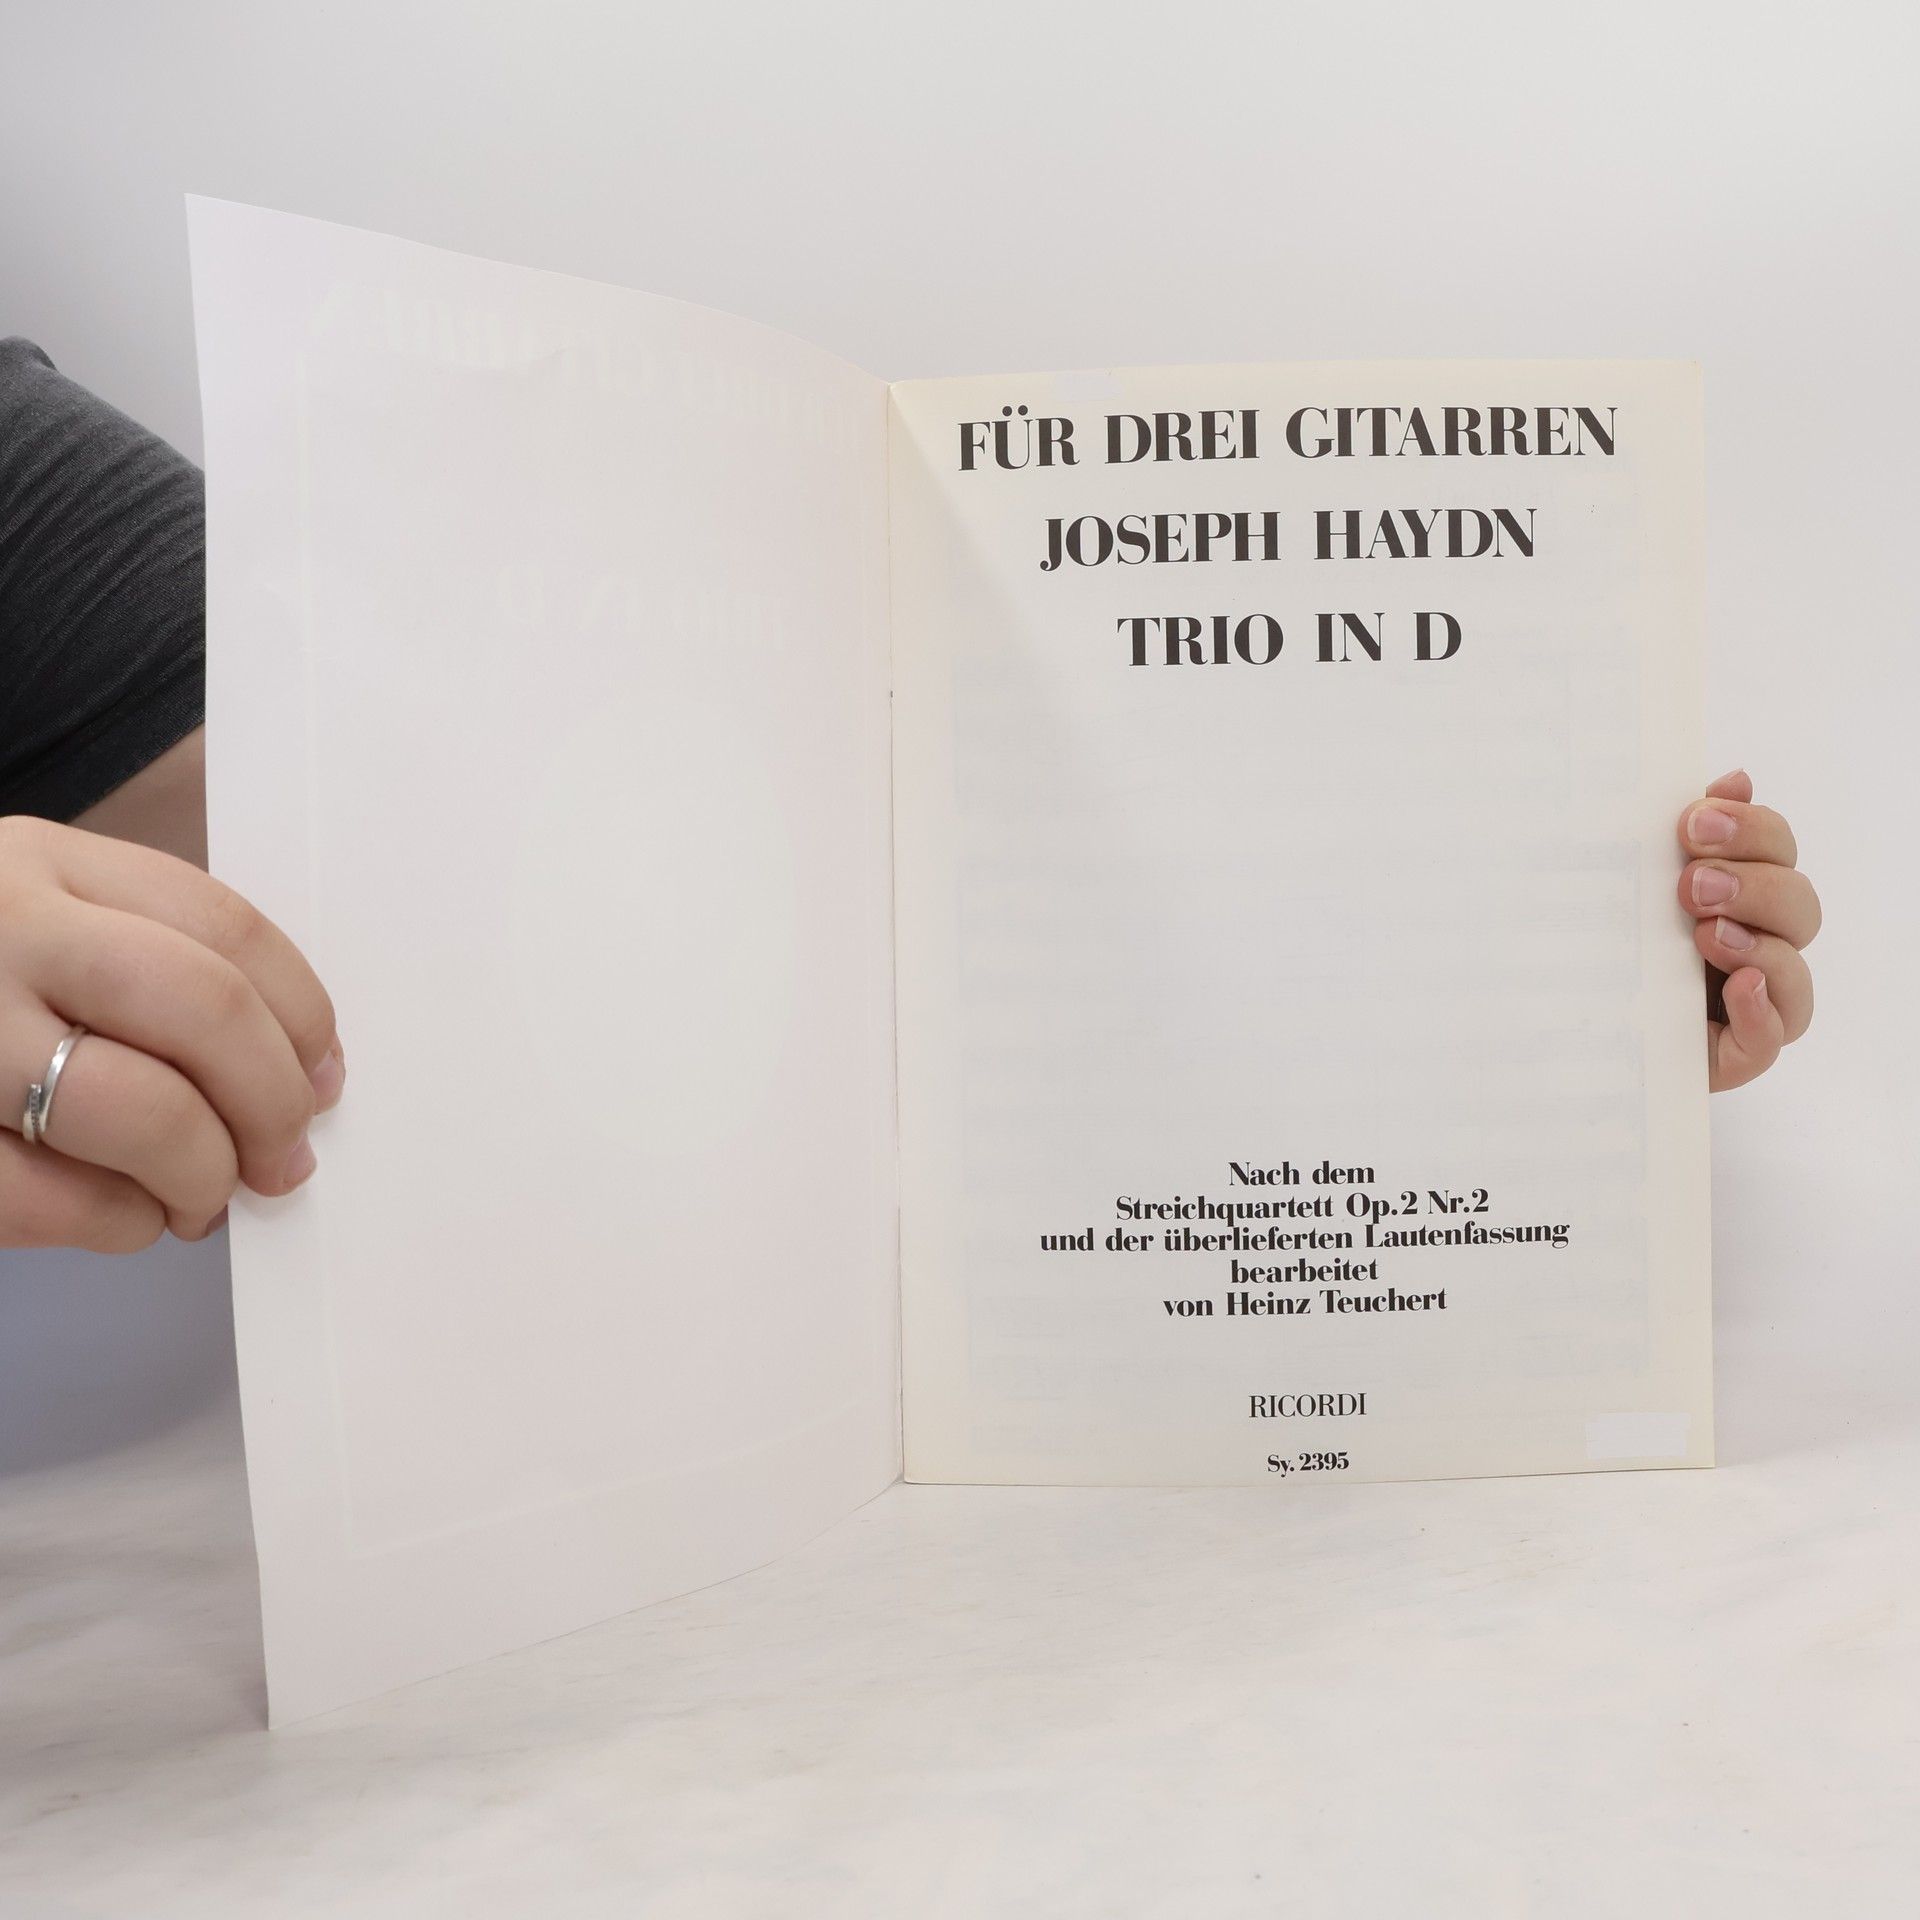 FÜR DREI GITARREN
JOSEPH HAYDN
TRIO IN D
Nach dem
Streichquartett Op.2 Nr.2
und der überlieferten Lautenfassung
bearbeitet
von Heinz Teuchert
RICORDI
Sy. 2395